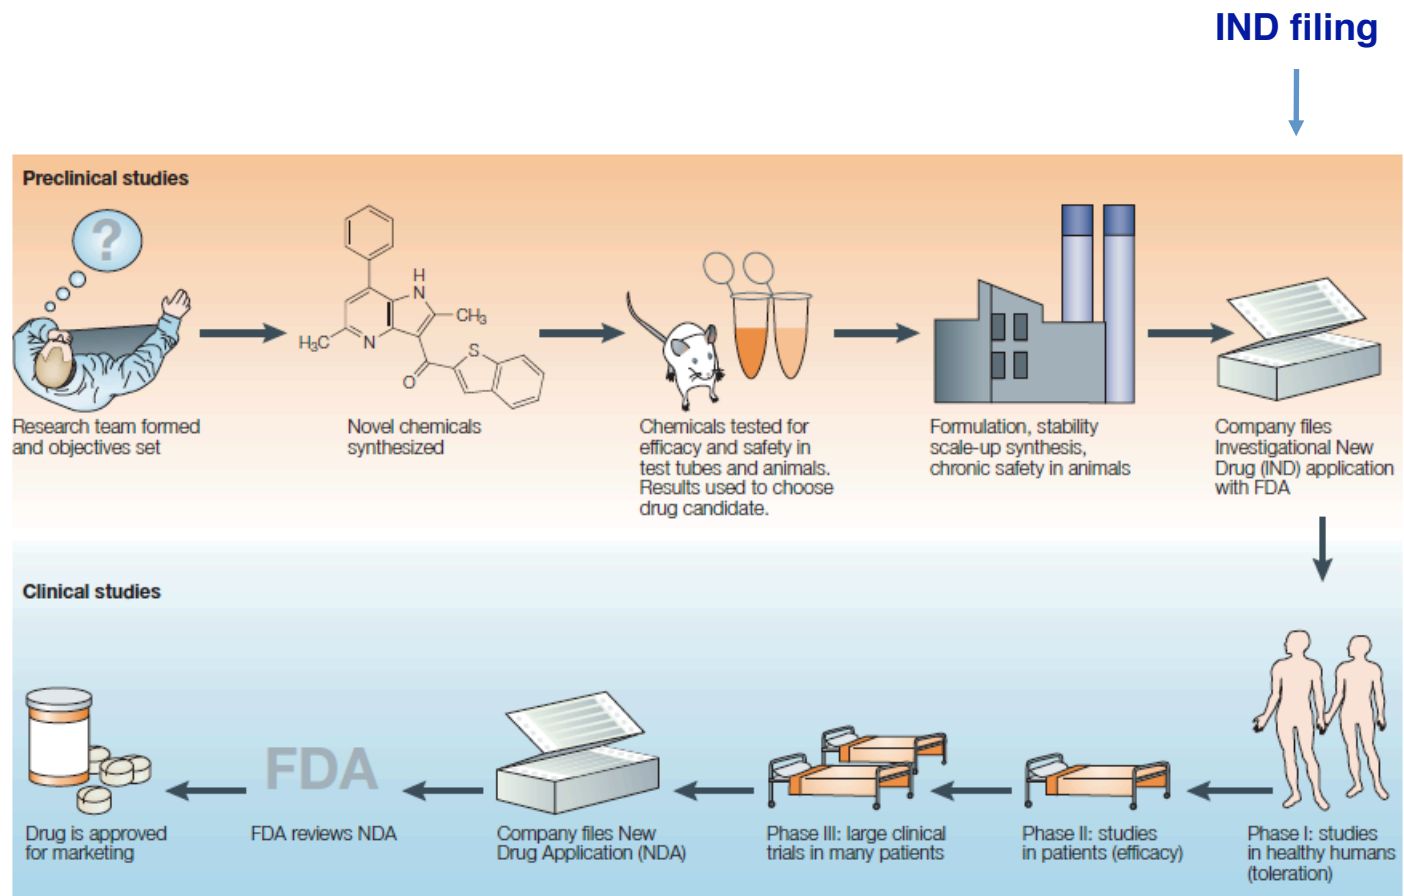 IND filing
Preclinical studies
?
H
N
CH3
H3C
N
S
O
Research team formed
and objectives set
Novel chemicals
synthesized
Chemicals tested for
efficacy and safety in
test tubes and animals.
Results used to choose
drug candidate.
Formulation, stability
scale-up synthesis,
chronic safety in animals
Company files
Investigational New
Drug (IND) application
with FDA
Clinical studies
FDA
Drug is approved
for marketing
FDA reviews NDA
Company files New
Drug Application (NDA)
Phase III: large clinical
trials in many patients
Phase II: studies
in patients (efficacy)
Phase I: studies
in healthy humans
(toleration)